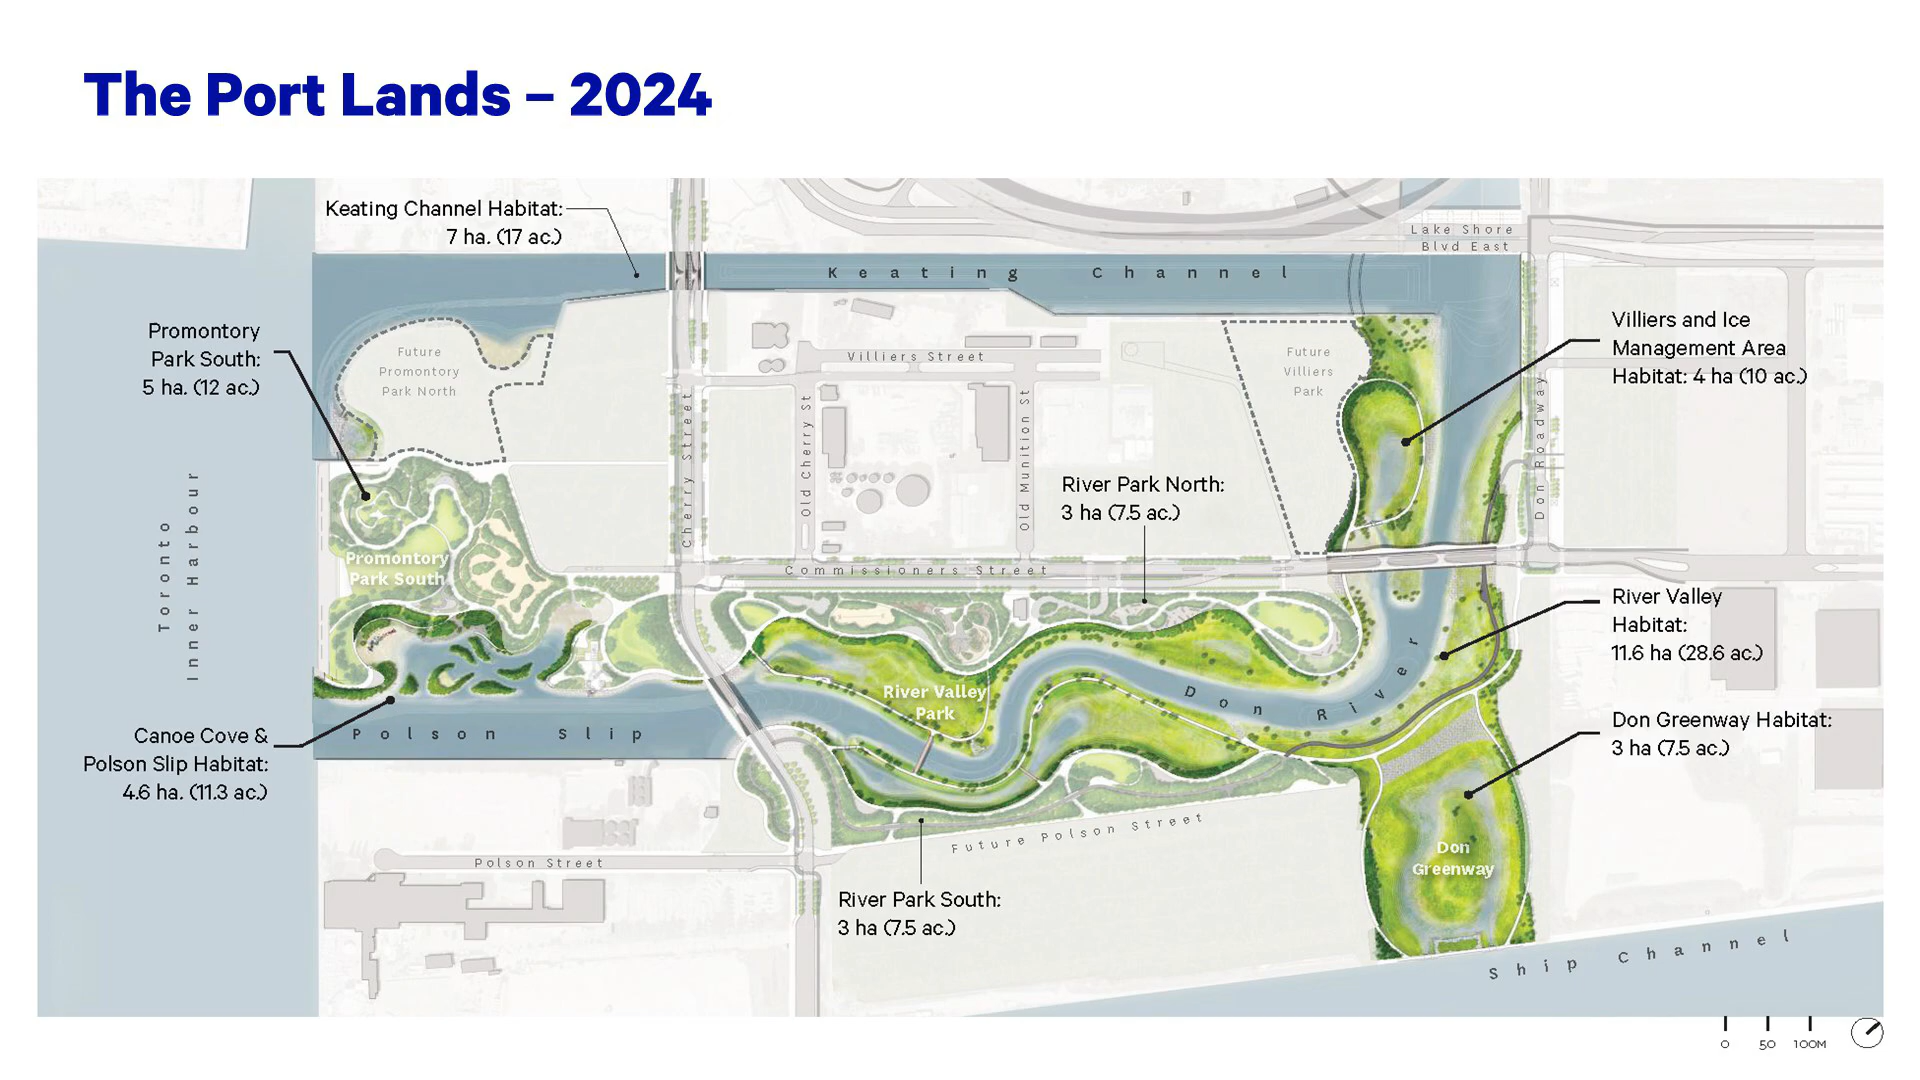 The Port Lands – 2024
Keating Channel Habitat:
7 ha. (17 ac.)
Lake Shore
Blvd East
Keating Channel
Promontory
Park South:
5 ha. (12 ac.)
Future
Promontory
Park North
Villiers Street
Future
Villiers
Park
Villiers and Ice
Management Area
Habitat: 4 ha (10 ac.)
Cherry Street
Old Cherry St
Old Munition St
Don Roadway
River Park North:
3 ha (7.5 ac.)
Toronto
Inner Harbour
Promontory
Park South
Commissioners Street
River Valley
Habitat:
11.6 ha (28.6 ac.)
River Valley
Park
Don River
Canoe Cove &
Polson Slip Habitat:
4.6 ha. (11.3 ac.)
Polson Slip
Don Greenway Habitat:
3 ha (7.5 ac.)
Future Polson Street
Polson Street
Don
Greenway
River Park South:
3 ha (7.5 ac.)
Ship Channel
0 50 100M